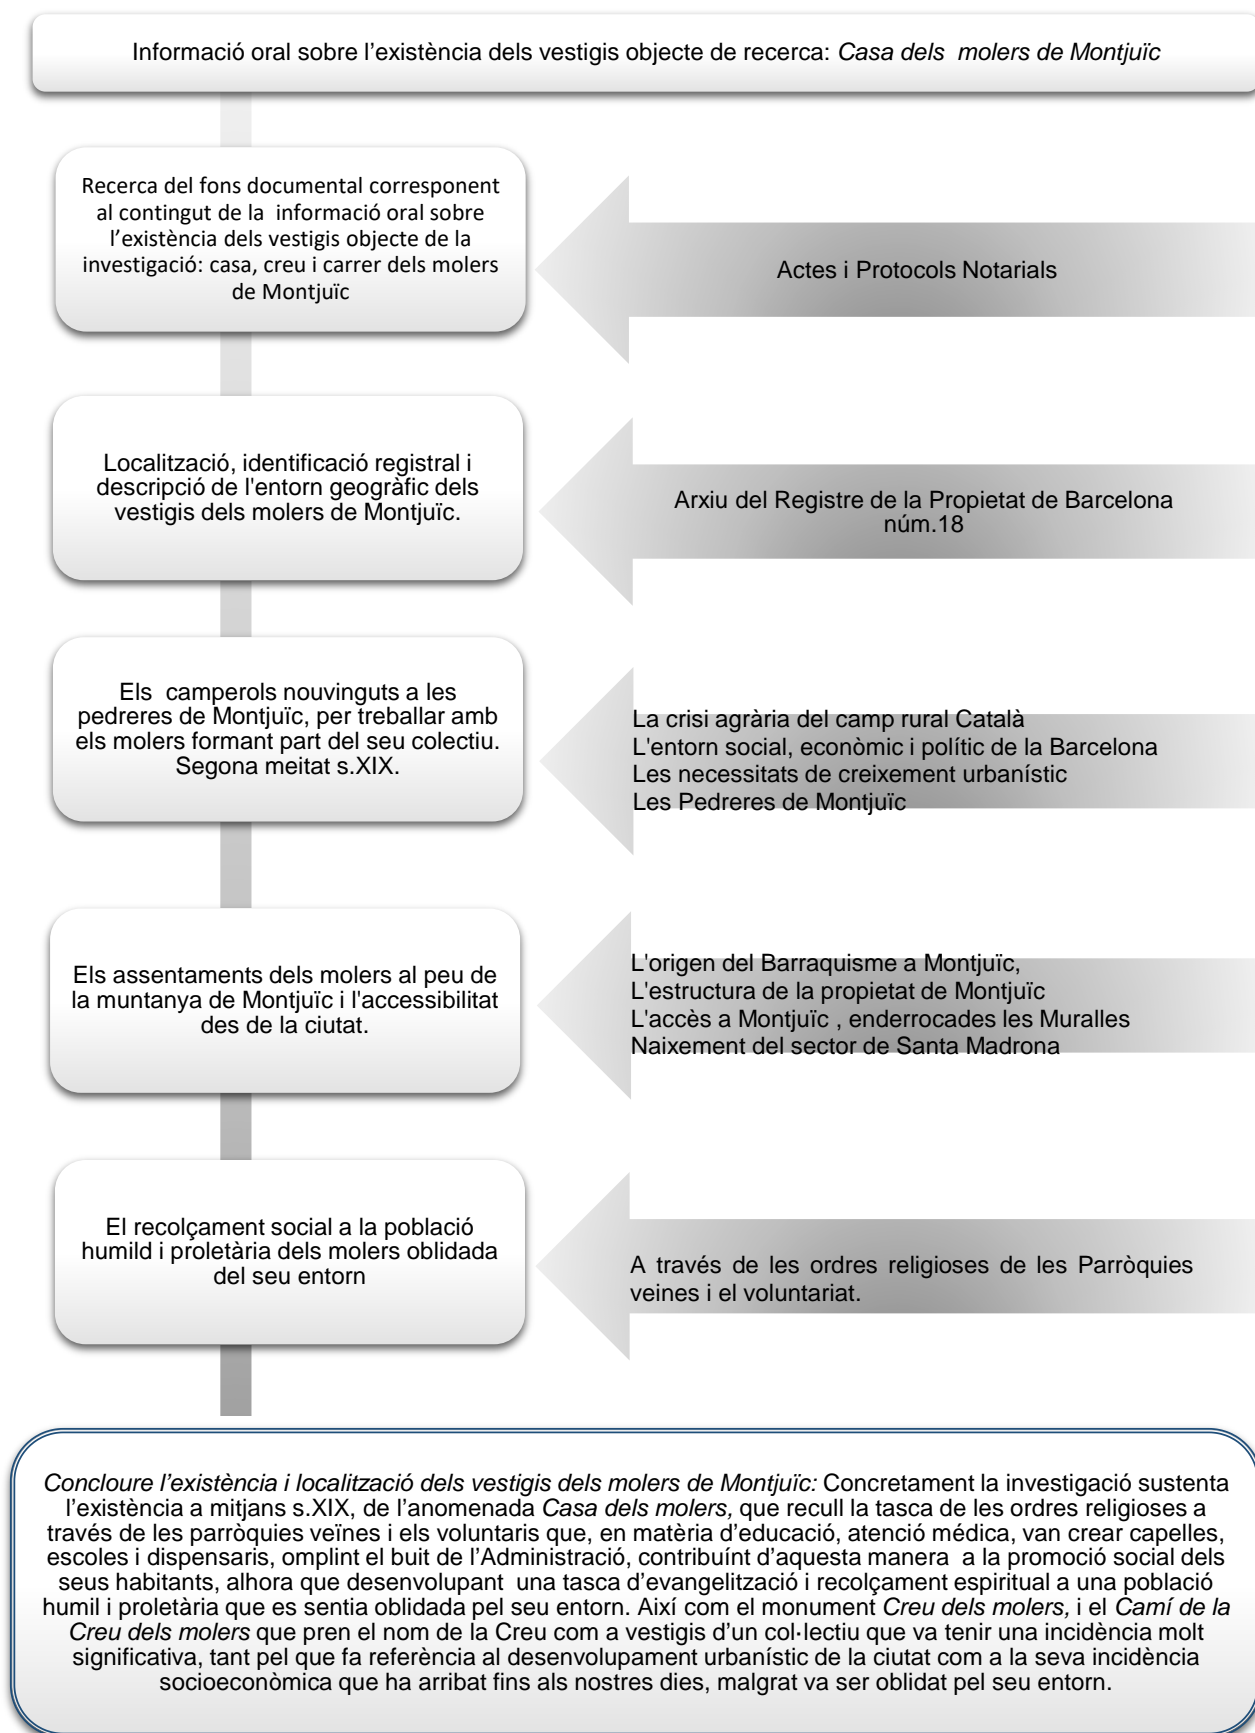 Informació oral sobre l’existència dels vestigis objecte de recerca: Casa dels  molers de Montjuïc
Recerca del fons documental corresponent
al contingut de la  informació oral sobre
l’existència dels vestigis objecte de la
investigació: casa, creu i carrer dels molers
de Montjuïc
Actes i Protocols Notarials
Localització, identificació registral i
descripció de l'entorn geogràfic dels
vestigis dels molers de Montjuïc.
Arxiu del Registre de la Propietat de Barcelona
núm.18
Els  camperols nouvinguts a les
pedreres de Montjuïc, per treballar amb
els molers formant part del seu colectiu.
Segona meitat s.XIX.
La crisi agrària del camp rural Català
L'entorn social, econòmic i polític de la Barcelona
Les necessitats de creixement urbanístic
Les Pedreres de Montjuïc
Els assentaments dels molers al peu de
la muntanya de Montjuïc i l'accessibilitat
des de la ciutat.
L'origen del Barraquisme a Montjuïc,
L'estructura de la propietat de Montjuïc
L'accès a Montjuïc , enderrocades les Muralles
Naixement del sector de Santa Madrona
El recolçament social a la població
humild i proletària dels molers oblidada
del seu entorn
A través de les ordres religioses de les Parròquies
veines i el voluntariat.
Concloure l’existència i localització dels vestigis dels molers de Montjuïc: Concretament la investigació sustenta
l’existència a mitjans s.XIX, de l’anomenada Casa dels molers, que recull la tasca de les ordres religioses a
través de les parròquies veïnes i els voluntaris que, en matèria d’educació, atenció médica, van crear capelles,
escoles i dispensaris, omplint el buit de l’Administració, contribuínt d’aquesta manera  a la promoció social dels
seus habitants, alhora que desenvolupant  una tasca d’evangelització i recolçament espiritual a una població
humil i proletària que es sentia oblidada pel seu entorn. Així com el monument Creu dels molers, i el Camí de la
Creu dels molers que pren el nom de la Creu com a vestigis d’un col·lectiu que va tenir una incidència molt
significativa, tant pel que fa referència al desenvolupament urbanístic de la ciutat com a la seva incidència
socioeconòmica que ha arribat fins als nostres dies, malgrat va ser oblidat pel seu entorn.